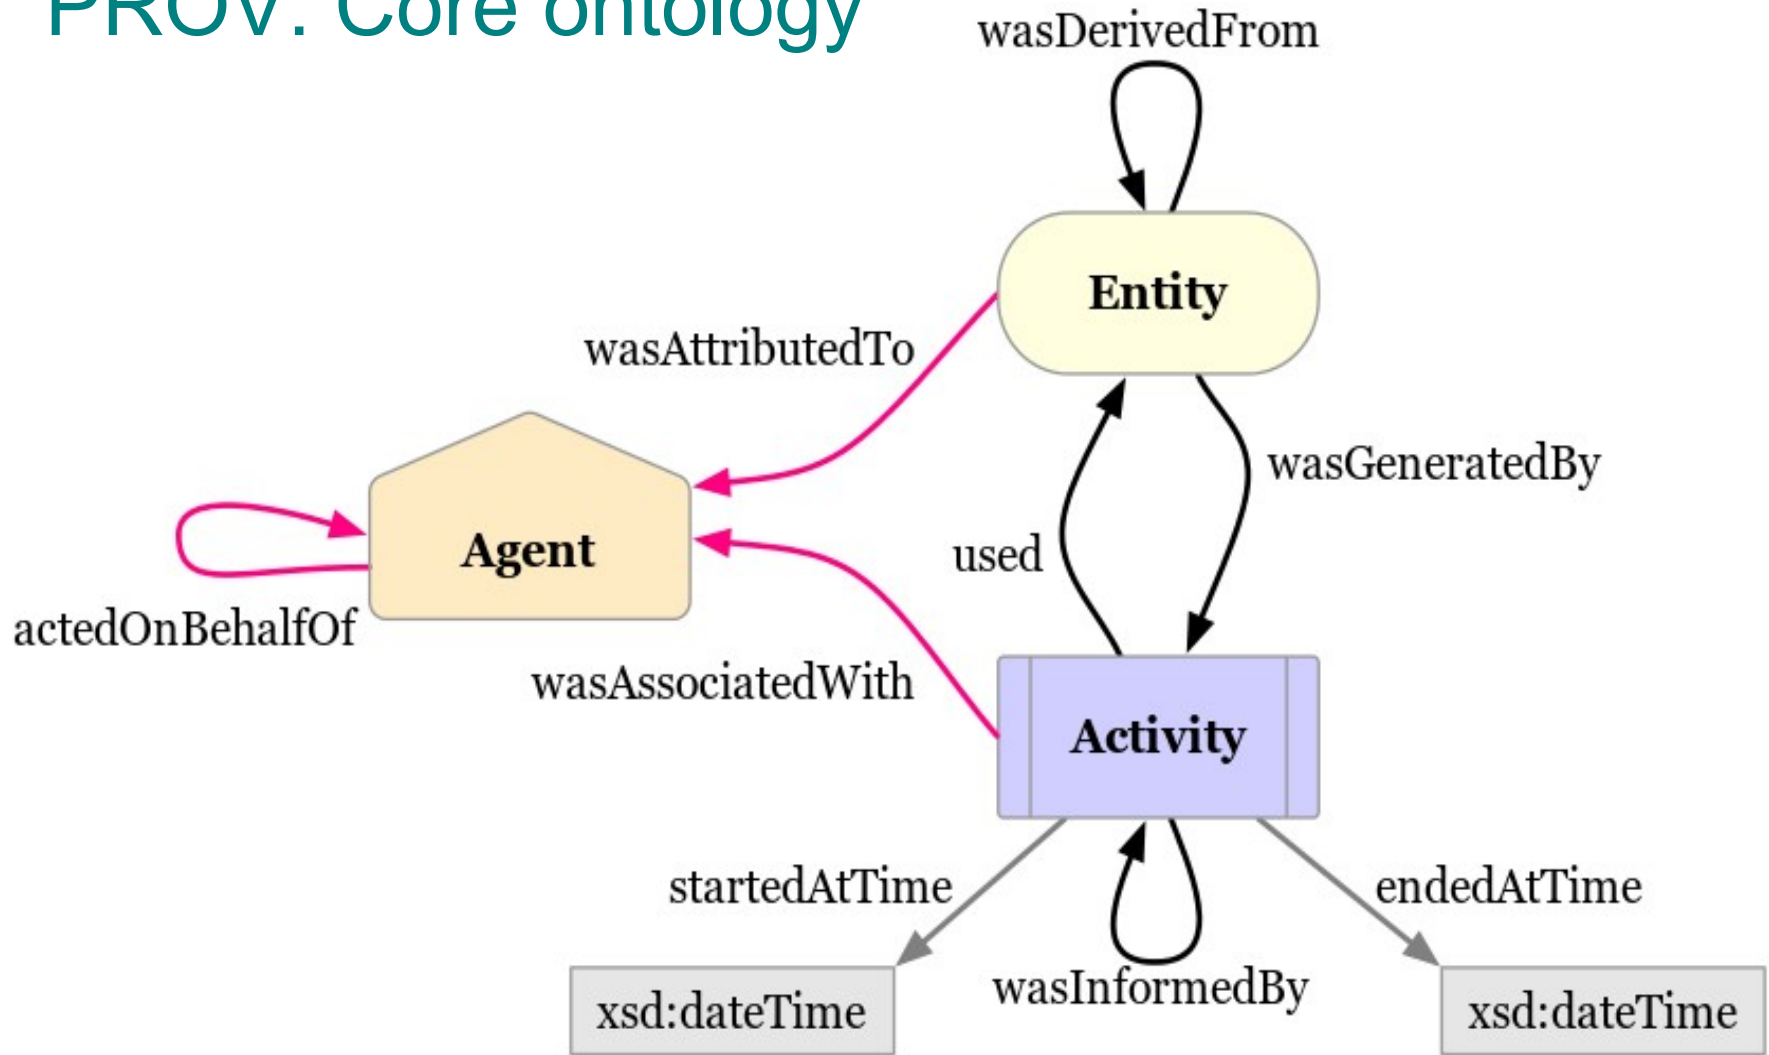 PROV: Core ontology
wasDerivedFrom
Entity
wasAttributedTo
wasGeneratedBy
Agent
used
actedOnBehalfOf
wasAssociatedWith
Activity
startedAtTime
endedAtTime
wasInformedBy
xsd:dateTime
xsd:dateTime